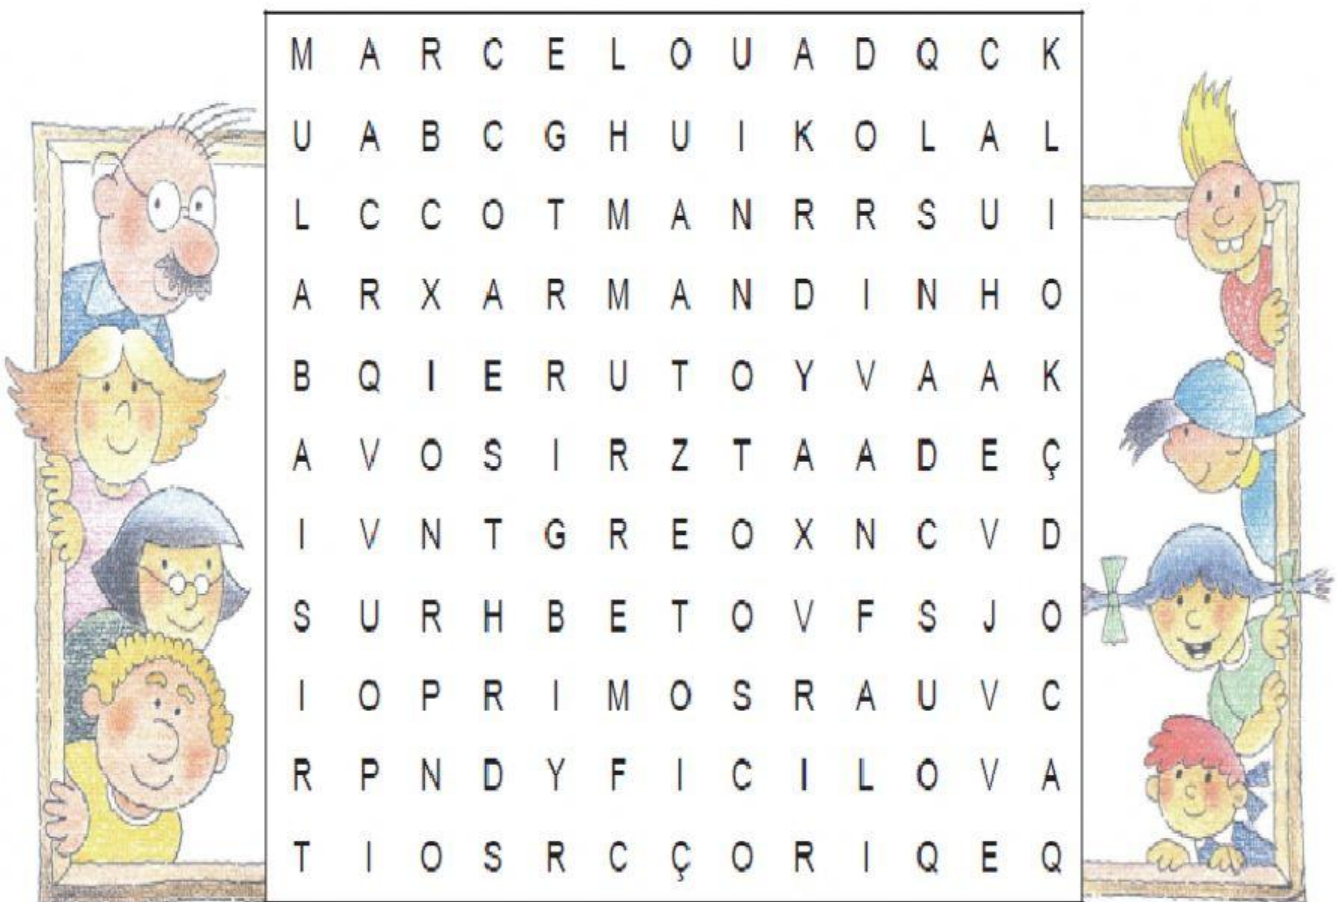 M A R C E L O U A D Q C K
U A B C G H U I K O L A L
L C C O T M A N R R S U I
A R X A R M A N D I N H O
B Q I E R U T O Y V A A K
A V O S I R Z T A A D E Ç
I V N T G R E O X N C V D
S U R H B E T O V F S J O
I O P R I M O S R A U V C
R P N D Y F I C I L O V A
T I O S R C Ç O R I Q E Q